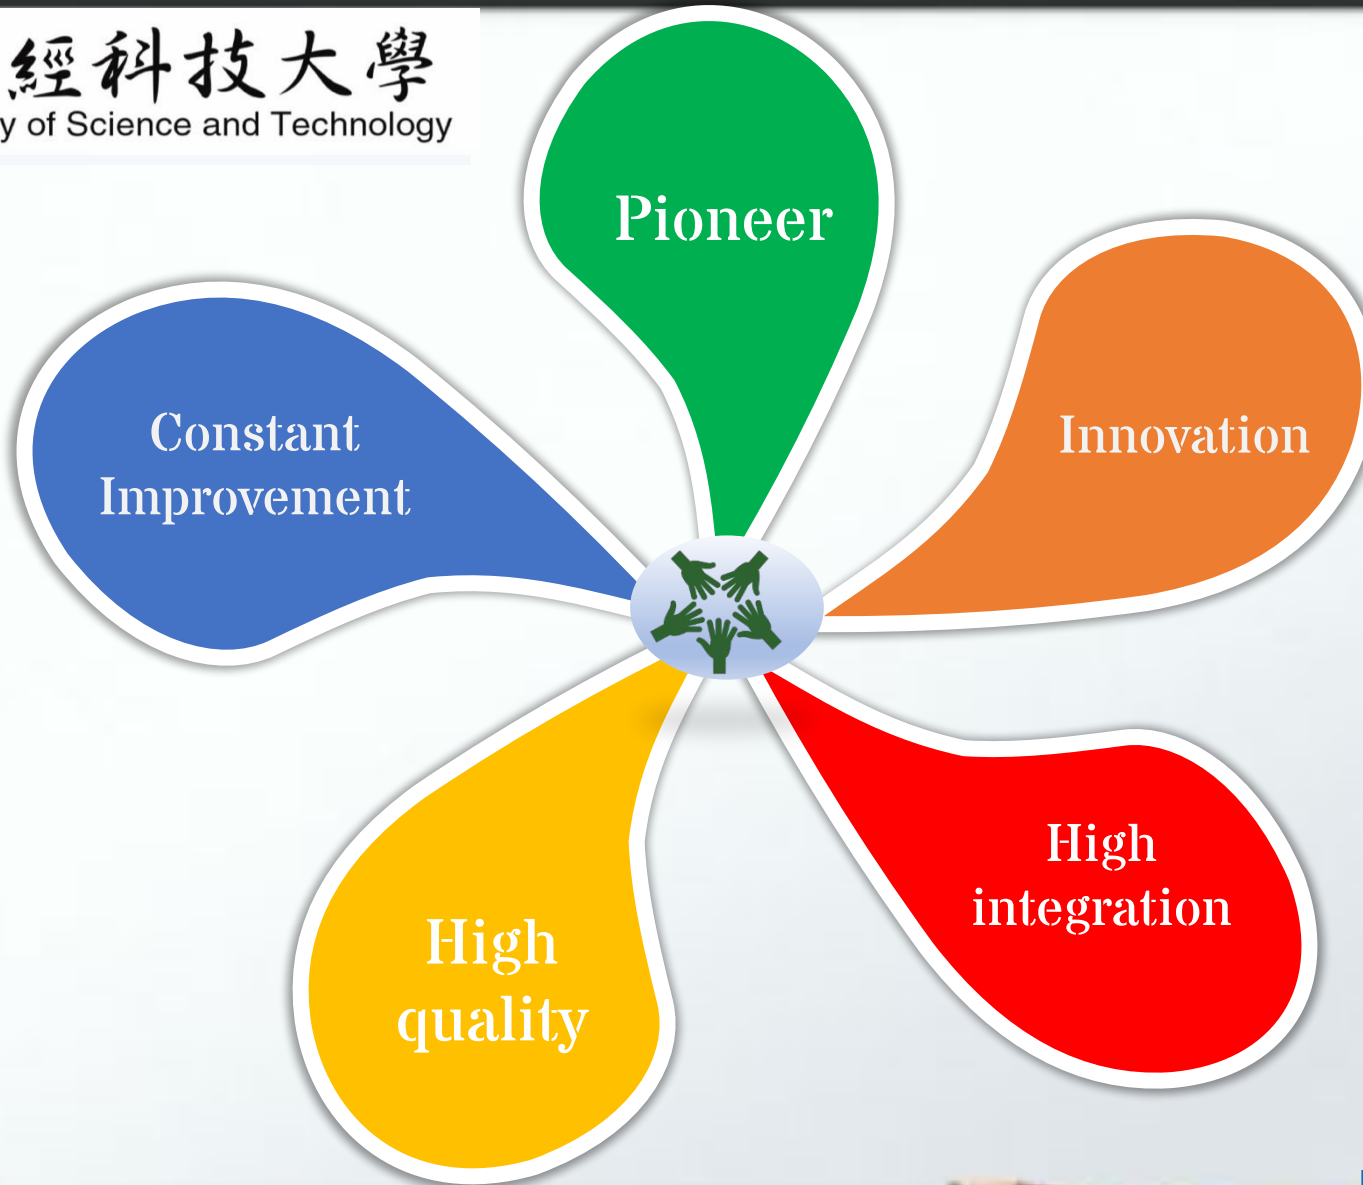 經科技大學
y of Science and Technology
Pioneer
Innovation
Constant
Improvement
High
integration
High
quality